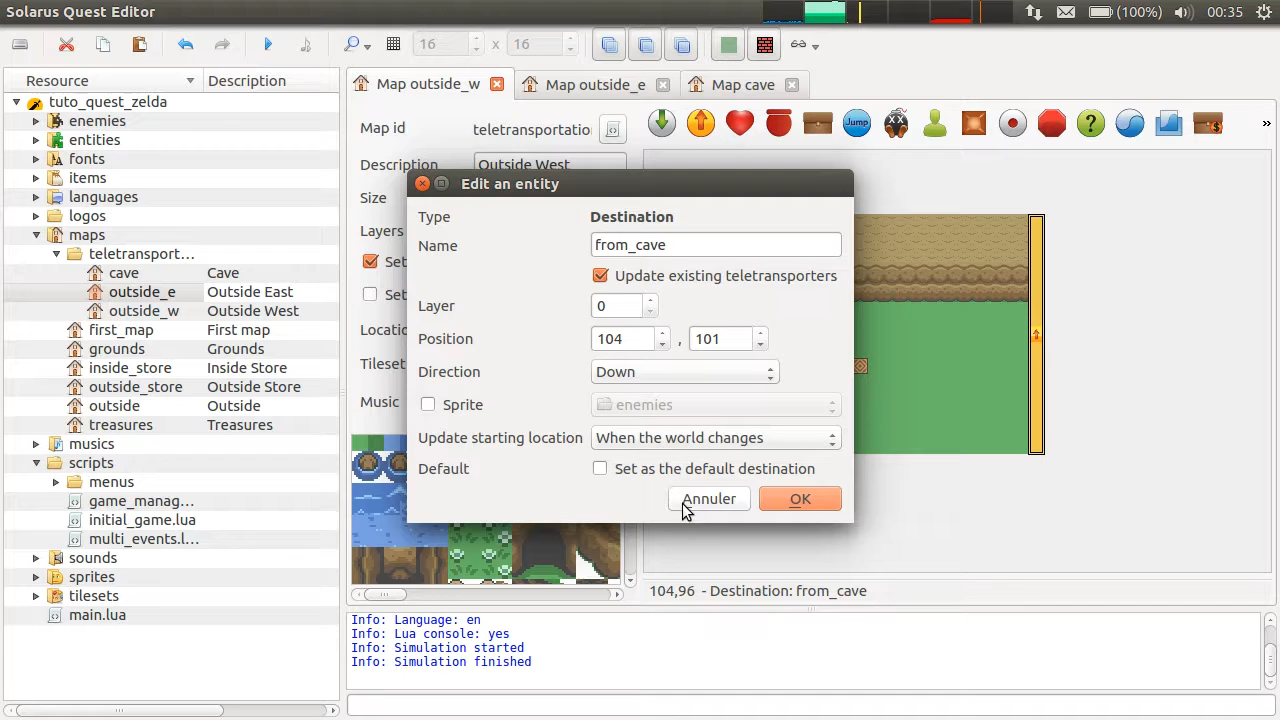 Solarus Quest Editor
(100%)
00:35
16 x 16
Resource Description
Map outside_w
Map outside_e
Map cave
tuto_quest_zelda
enemies
entities
fonts
items
languages
logos
maps
teletransport...
cave Cave
outside_e Outside East
outside_w Outside West
first_map First map
grounds Grounds
inside_store Inside Store
outside_store Outside Store
outside Outside
treasures Treasures
musics
scripts
menus
game_manag...
initial_game.lua
multi_events.l...
sounds
sprites
tilesets
main.lua
Map id teletransportatio
Jump
»
Description Outside West
Size
Layers
Set
Set
Locatio
Tileset
Music
Edit an entity
Type Destination
Name from_cave
Update existing teletransporters
Layer 0
Position 104 , 101
Direction Down
Sprite enemies
Update starting location When the world changes
Default Set as the default destination
Annuler OK
104,96 - Destination: from_cave
Info: Language: en
Info: Lua console: yes
Info: Simulation started
Info: Simulation finished